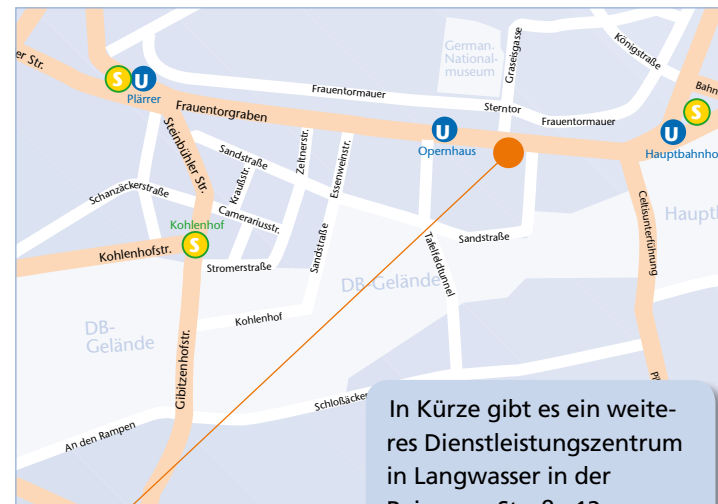 er Str.
German.
National-
museum
Graseisgasse
Königstraße
Bahn
S
U
Plärrer
Frauentormauer
Frauentorgraben
Sterntor
Frauentormauer
S
U
Opernhaus
U
Hauptbahnho
Steinbühler Str.
Sandstraße
Zeltnerstr.
Essenweinstr.
Kraußstr.
Schanzäckerstraße
Camerariusstr.
Celtisunterführung
Hauptb
Kohlenhof
S
Kohlenhofstr.
Stromerstraße
Sandstraße
Tafelfeldtunnel
Sandstraße
DB-Gelände
Kohlenhof
DB-
Gelände
Gibitzenhofstr.
Schloßäcker
An den Rampen
In Kürze gibt es ein weite-
res Dienstleistungszentrum
in Langwasser in der